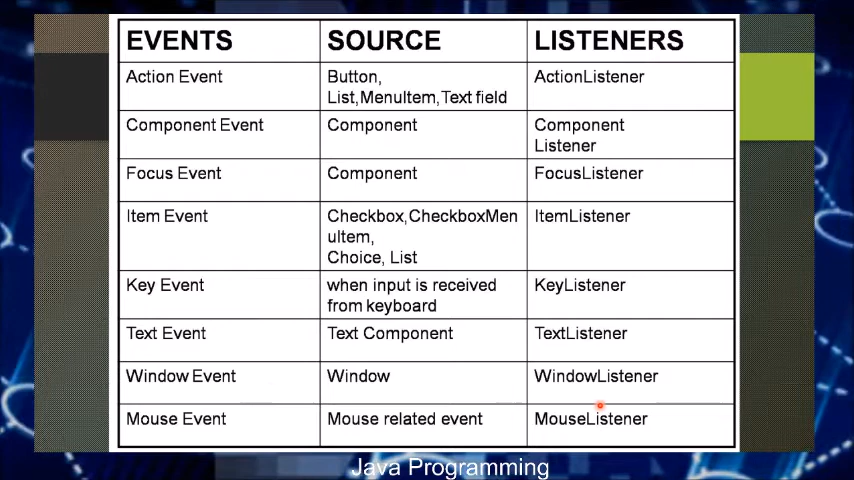 EVENTS SOURCE LISTENERS
Action Event Button, ActionListener
List,MenuItem,Text field
Component Event Component Component
Listener
Focus Event Component FocusListener
Item Event Checkbox,CheckboxMen ItemListener
uItem,
Choice, List
Key Event when input is received KeyListener
from keyboard
Text Event Text Component TextListener
Window Event Window WindowListener
Mouse Event Mouse related event MouseListener
Java Programming